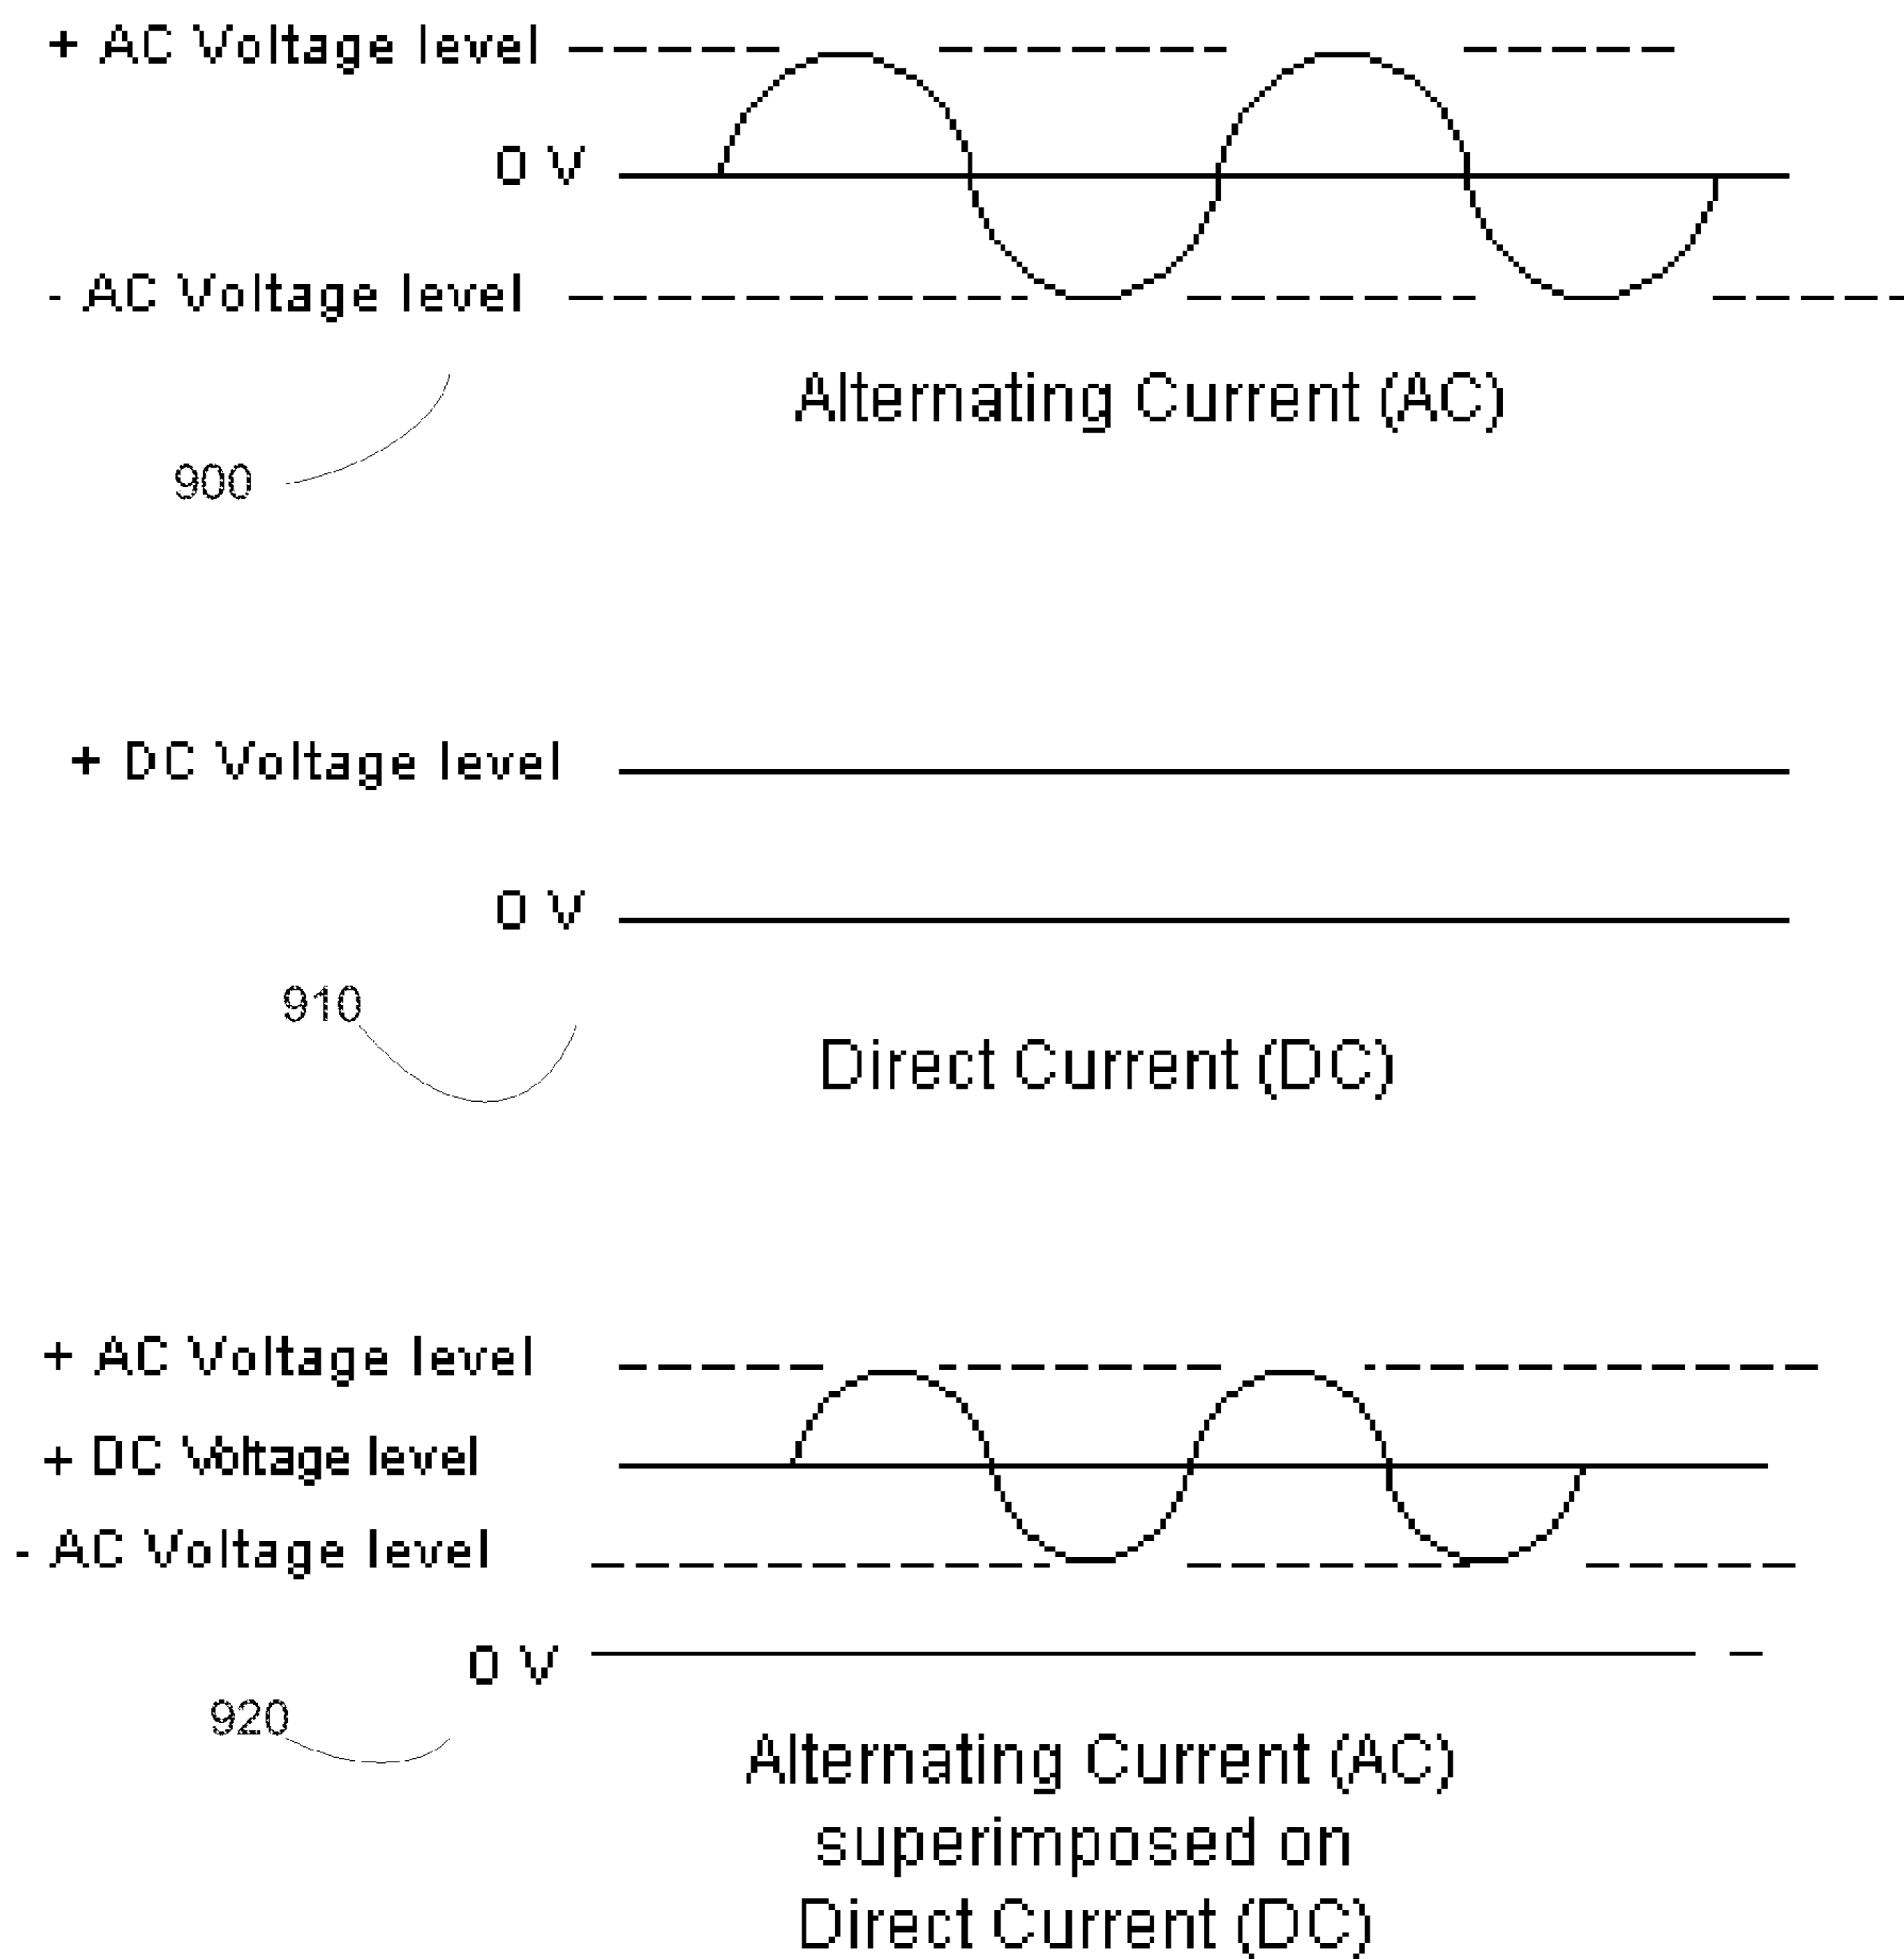 + AC Voltage level
0 V
- AC Voltage level
Alternating Current (AC)
900
+ DC Voltage level
0 V
910
Direct Current (DC)
+ AC Voltage level
+ DC Voltage level
- AC Voltage level
0 V
920
Alternating Current (AC)
superimposed on
Direct Current (DC)